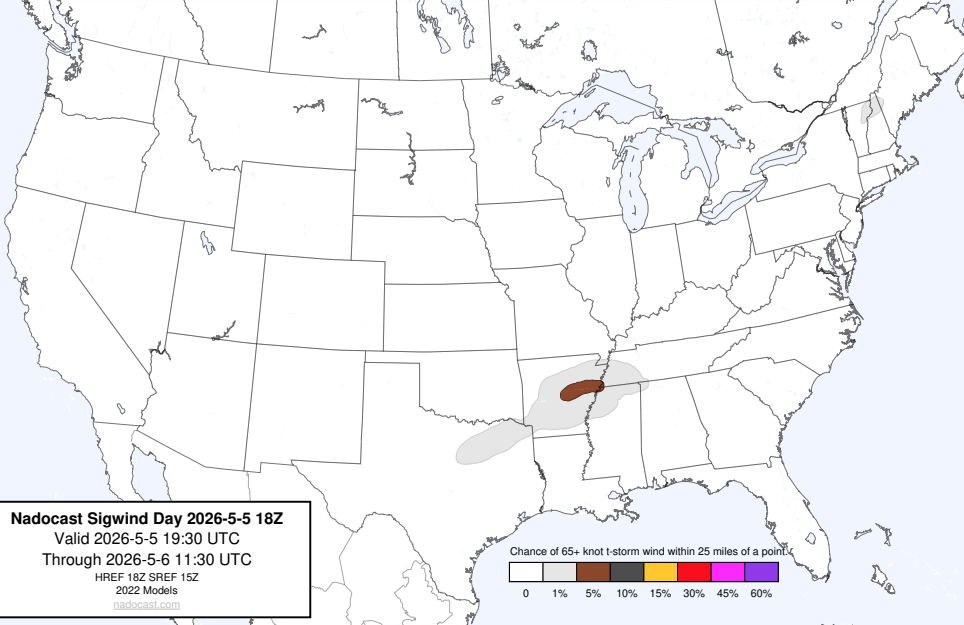 Nadocast Sigwind Day 2026-5-5 18Z
Valid 2026-5-5 19:30 UTC
Through 2026-5-6 11:30 UTC
HREF 18Z SREF 15Z
2022 Models
nadocast.com
Chance of 65+ knot t-storm wind within 25 miles of a point.
0 1% 5% 10% 15% 30% 45% 60%